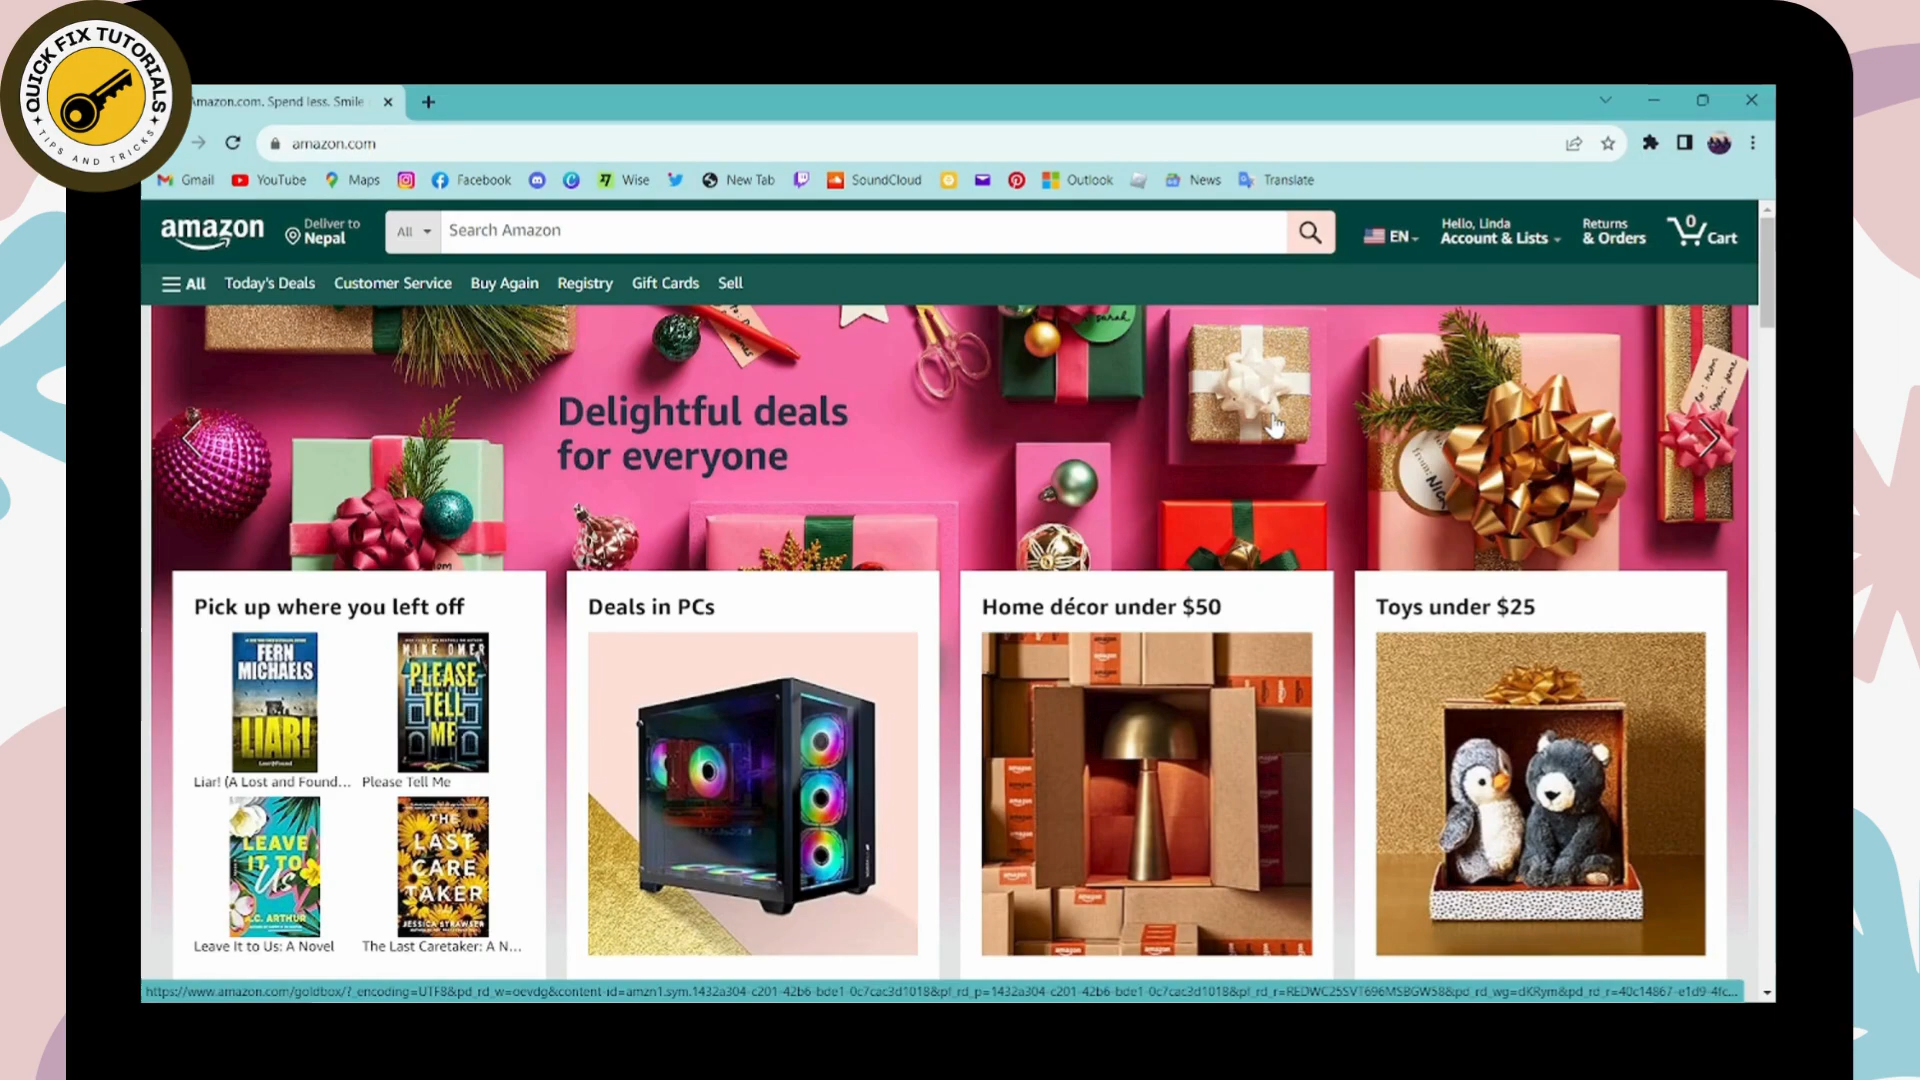 QUICK FIX TUTORIALS
TIPS AND TRICKS
Amazon.com. Spend less. Smile
amazon.com
Gmail YouTube Maps Facebook Wise New Tab SoundCloud Outlook News Translate
amazon
Deliver to
Nepal
All
Search Amazon
EN
Hello, Linda
Account & Lists
Returns
& Orders
0
Cart
All Today's Deals Customer Service Buy Again Registry Gift Cards Sell
Delightful deals
for everyone
Pick up where you left off
FERN
MICHAELS
LIAR!
Liar! (A Lost and Found...
MIKE OMER
PLEASE
TELL
ME
Please Tell Me
LEAVE
IT TO
Us
K.C. ARTHUR
Leave It to Us: A Novel
THE
LAST
CARE
TAKER
JESSICA STRAWSER
The Last Caretaker: A N...
Deals in PCs
Home décor under $50
Toys under $25
https://www.amazon.com/goldbox/?_encoding=UTF8&pd_rd_w=oevdg&content-id=amzn1.sym.1432a304-c201-42b6-bde1-0c7cac3d1018&pf_rd_p=1432a304-c201-42b6-bde1-0c7cac3d1018&pf_rd_r=REDWC25SVT696MSBGW58&pd_rd_wg=dKRym&pd_rd_r=40c14867-e1d9-4fc...